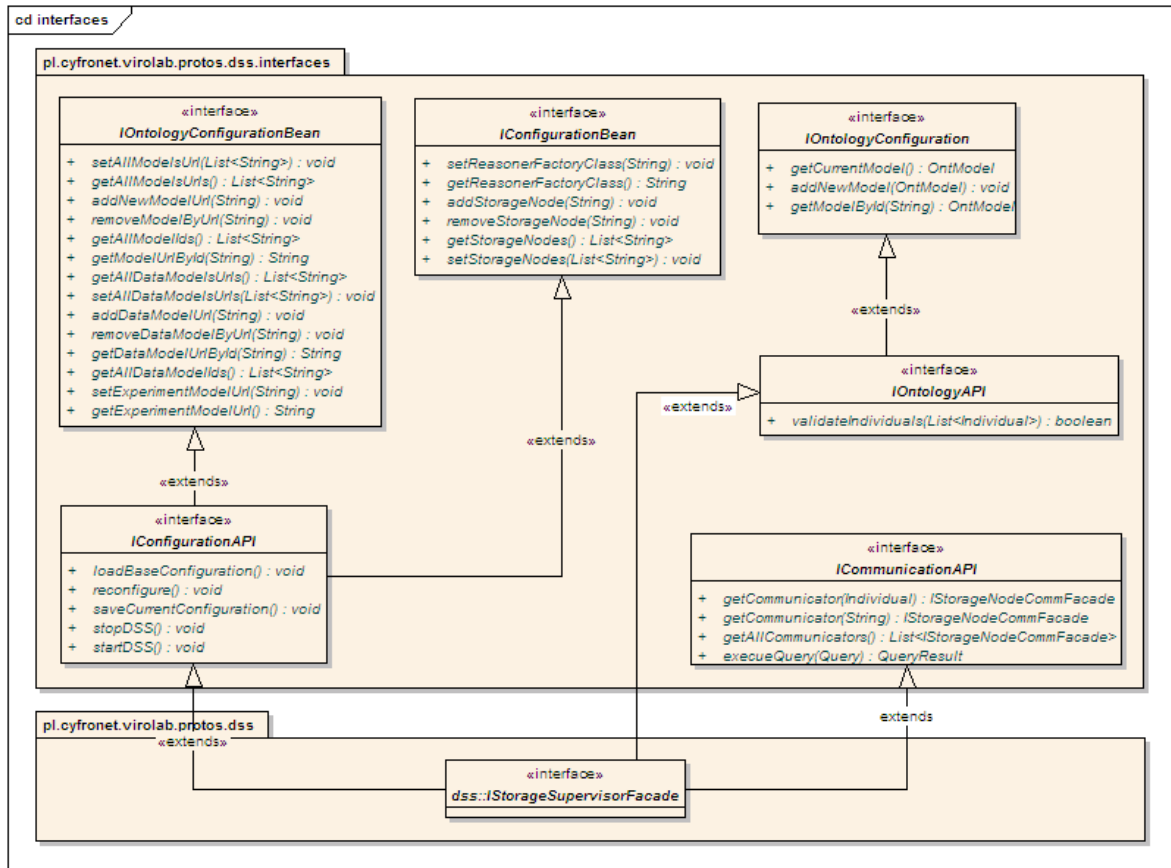 cd interfaces
pl.cyfronet.virolab.protos.dss.interfaces
«interface»
IOntologyConfigurationBean
+ setAllModelsUrl(List<String>) : void
+ getAllModelsUrls() : List<String>
+ addNewModelUrl(String) : void
+ removeModelByUrl(String) : void
+ getAllModelIds() : List<String>
+ getModelUrlById(String) : String
+ getAllDataModelsUrls() : List<String>
+ setAllDataModelsUrls(List<String>) : void
+ addDataModelUrl(String) : void
+ removeDataModelByUrl(String) : void
+ getDataModelUrlById(String) : String
+ getAllDataModelIds() : List<String>
+ setExperimentModelUrl(String) : void
+ getExperimentModelUrl() : String
«interface»
IConfigurationBean
+ setReasonerFactoryClass(String) : void
+ getReasonerFactoryClass() : String
+ addStorageNode(String) : void
+ removeStorageNode(String) : void
+ getStorageNodes() : List<String>
+ setStorageNodes(List<String>) : void
«interface»
IOntologyConfiguration
+ getCurrentModel() : OntModel
+ addNewModel(OntModel) : void
+ getModelById(String) : OntModel
«extends»
«interface»
IOntologyAPI
+ validateIndividuals(List<Individual>) : boolean
«extends»
«extends»
«extends»
«interface»
IConfigurationAPI
+ loadBaseConfiguration() : void
+ reconfigure() : void
+ saveCurrentConfiguration() : void
+ stopDSS() : void
+ startDSS() : void
«interface»
ICommunicationAPI
+ getCommunicator(Individual) : IStorageNodeCommFacade
+ getCommunicator(String) : IStorageNodeCommFacade
+ getAllCommunicators() : List<IStorageNodeCommFacade>
+ execueQuery(Query) : QueryResult
pl.cyfronet.virolab.protos.dss
«extends»
extends
«interface»
dss::IStorageSupervisorFacade